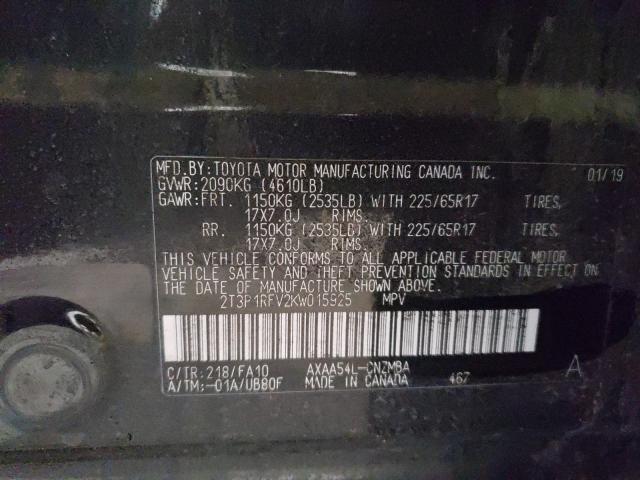 MFD.BY:TOYOTA MOTOR MANUFACTURING CANADA INC. 01/19
GVWR:2090KG (4610LB)
GAWR:FRT. 1150KG (2535LB) WITH 225/65R17 TIRES,
17X7.0J RIMS,
RR. 1150KG (2535LB) WITH 225/65R17 TIRES,
17X7.0J RIMS,
THIS VEHICLE CONFORMS TO ALL APPLICABLE FEDERAL MOTOR
VEHICLE SAFETY AND THEFT PREVENTION STANDARDS IN EFFECT ON
THE DATE OF MANUFACTURE SHOWN ABOVE.
2T3P1RFV2KW015925 MPV
C/TR:218/FA10 AXAA54L-CNZMBA
A/TM:-01A/UB80F MADE IN CANADA 467
A